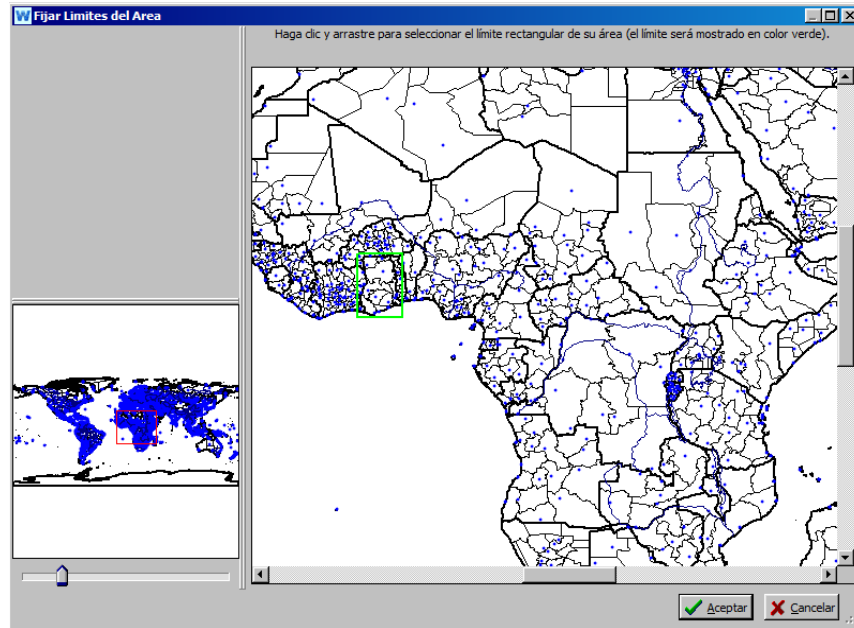 Fijar Limites del Area
Haga clic y arrastre para seleccionar el límite rectangular de su área (el límite será mostrado en color verde).
Aceptar
Cancelar